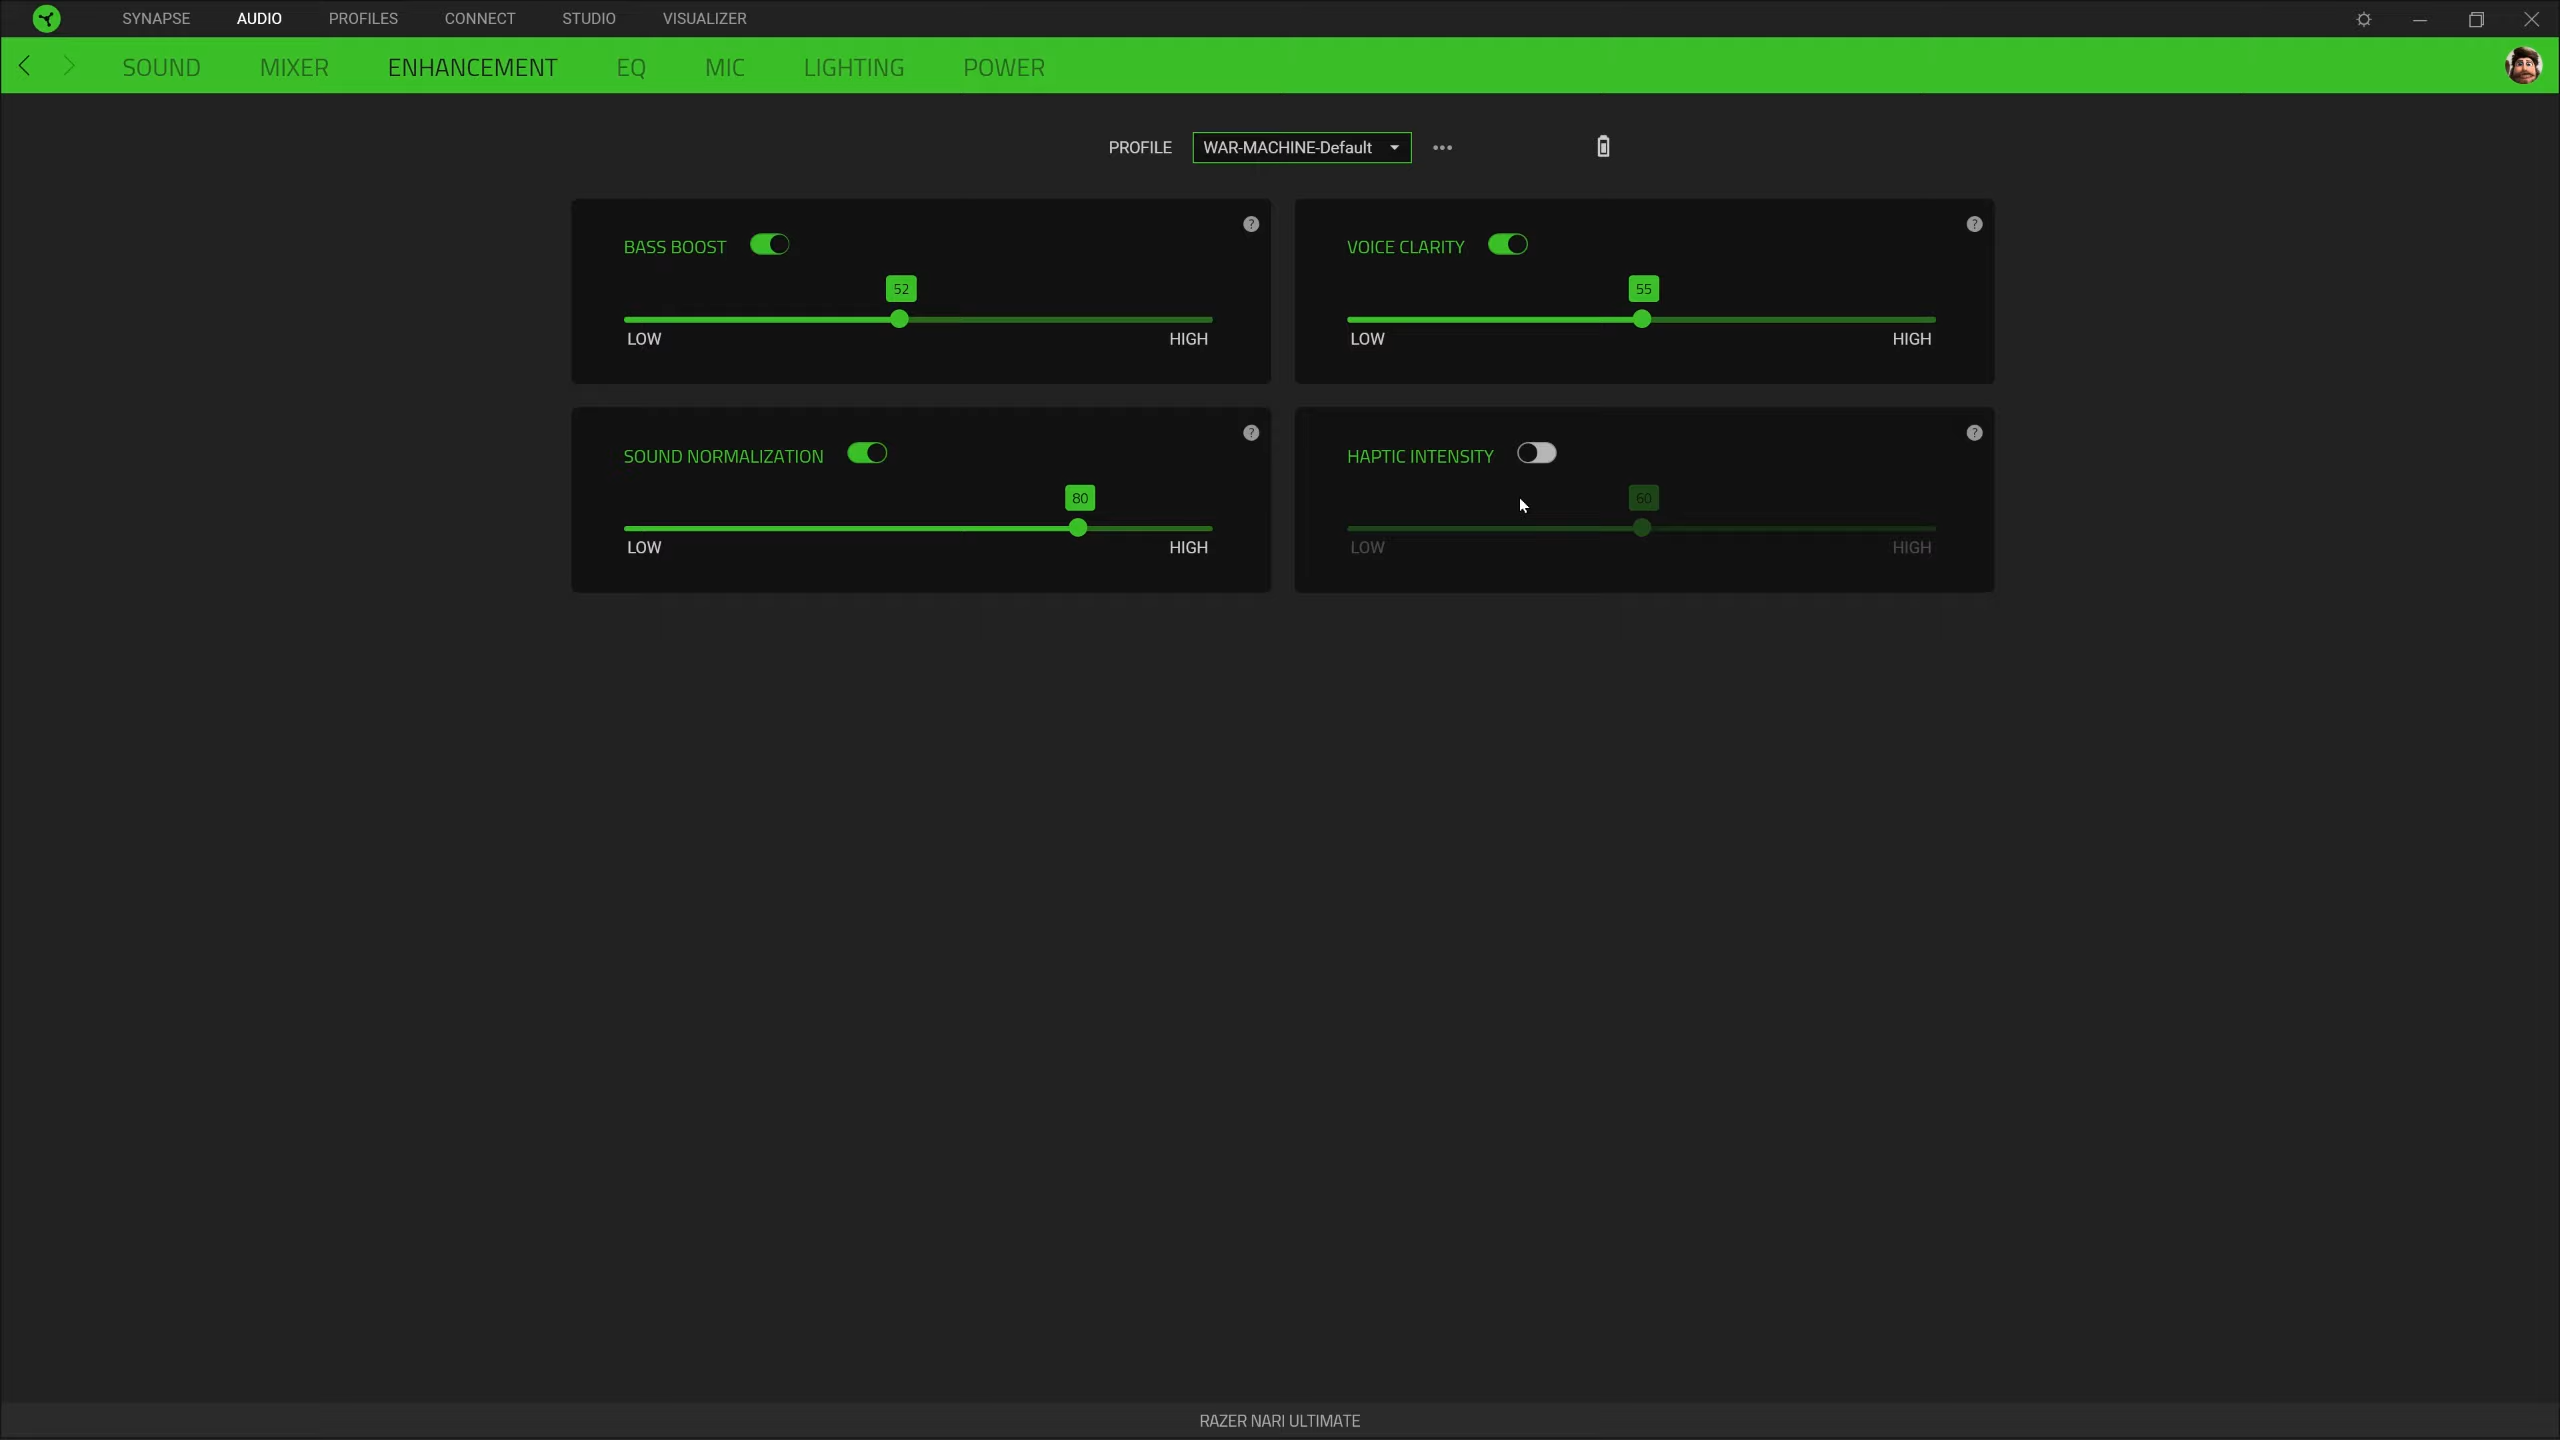 SYNAPSE AUDIO PROFILES CONNECT STUDIO VISUALIZER
SOUND MIXER ENHANCEMENT EQ MIC LIGHTING POWER
PROFILE WAR-MACHINE-Default
BASS BOOST
52
LOW HIGH
VOICE CLARITY
55
LOW HIGH
SOUND NORMALIZATION
80
LOW HIGH
HAPTIC INTENSITY
60
LOW HIGH
RAZER NARI ULTIMATE